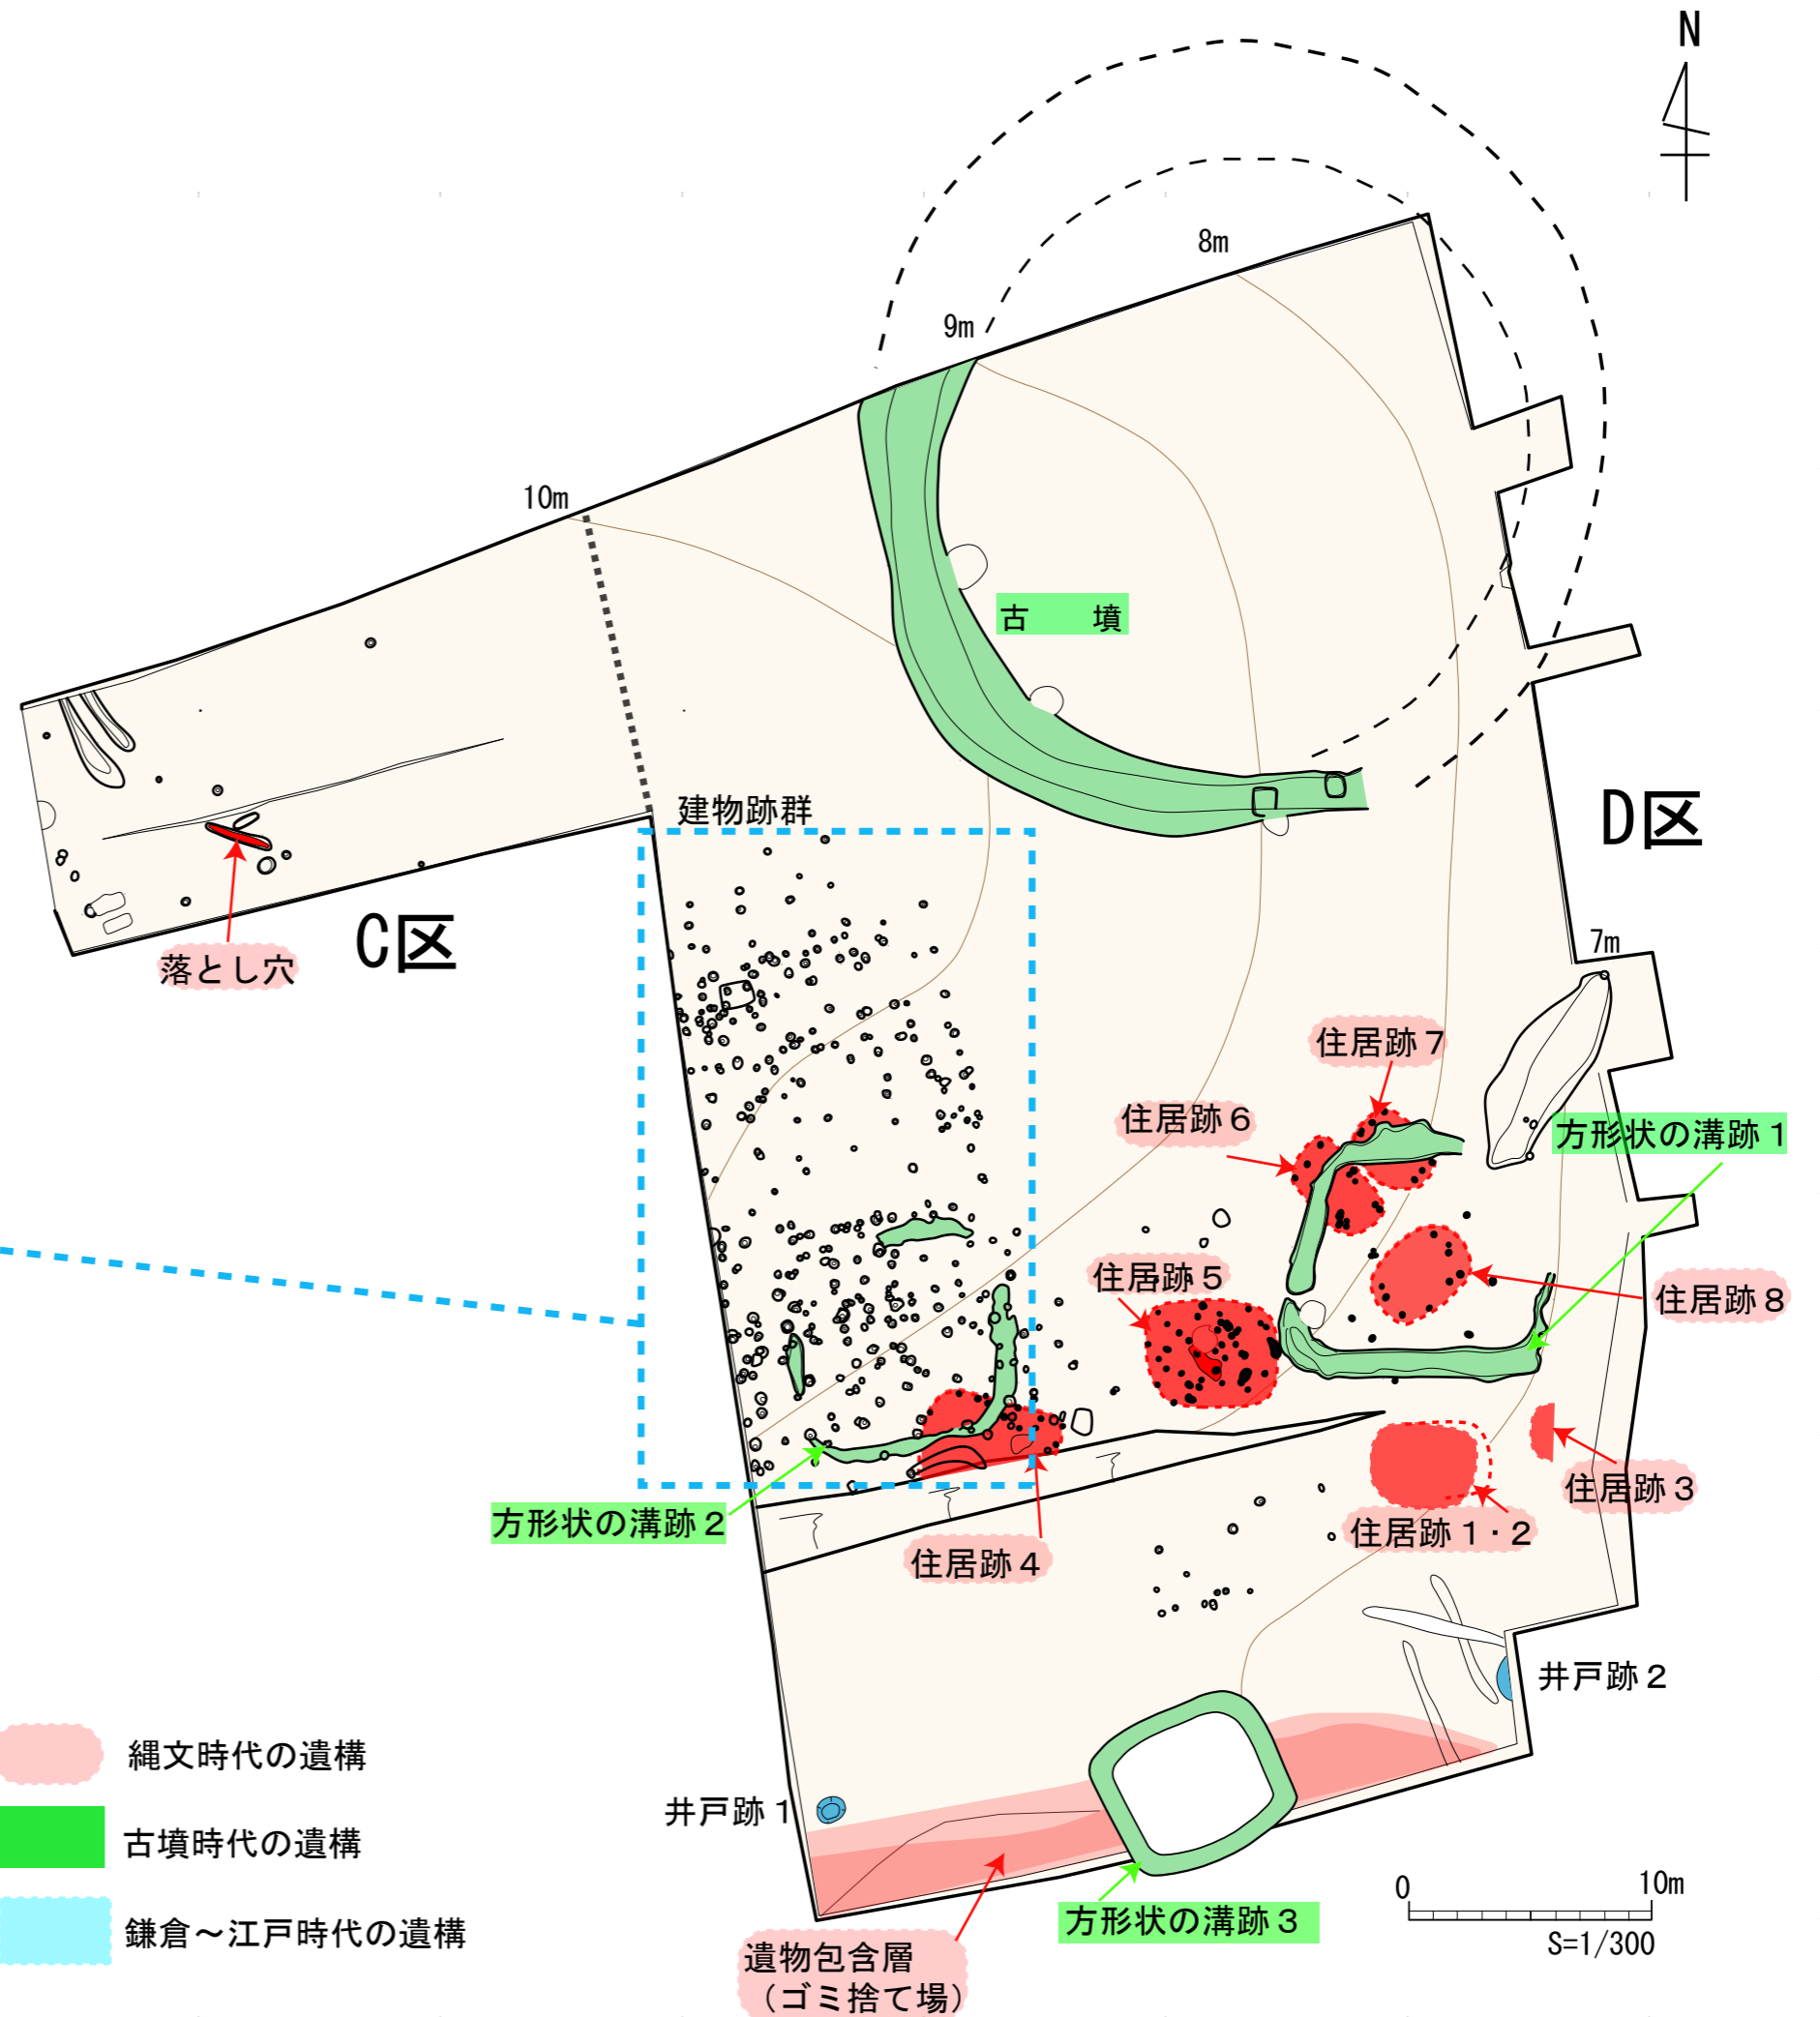 N
8m
9m
10m
古　墳
建物跡群
D区
C区
7m
落とし穴
住居跡７
住居跡６
方形状の溝跡１
住居跡５
住居跡８
住居跡３
方形状の溝跡２
住居跡１・２
住居跡４
井戸跡２
縄文時代の遺構
井戸跡１
古墳時代の遺構
0
10m
方形状の溝跡３
鎌倉～江戸時代の遺構
S=1/300
遺物包含層
（ゴミ捨て場）